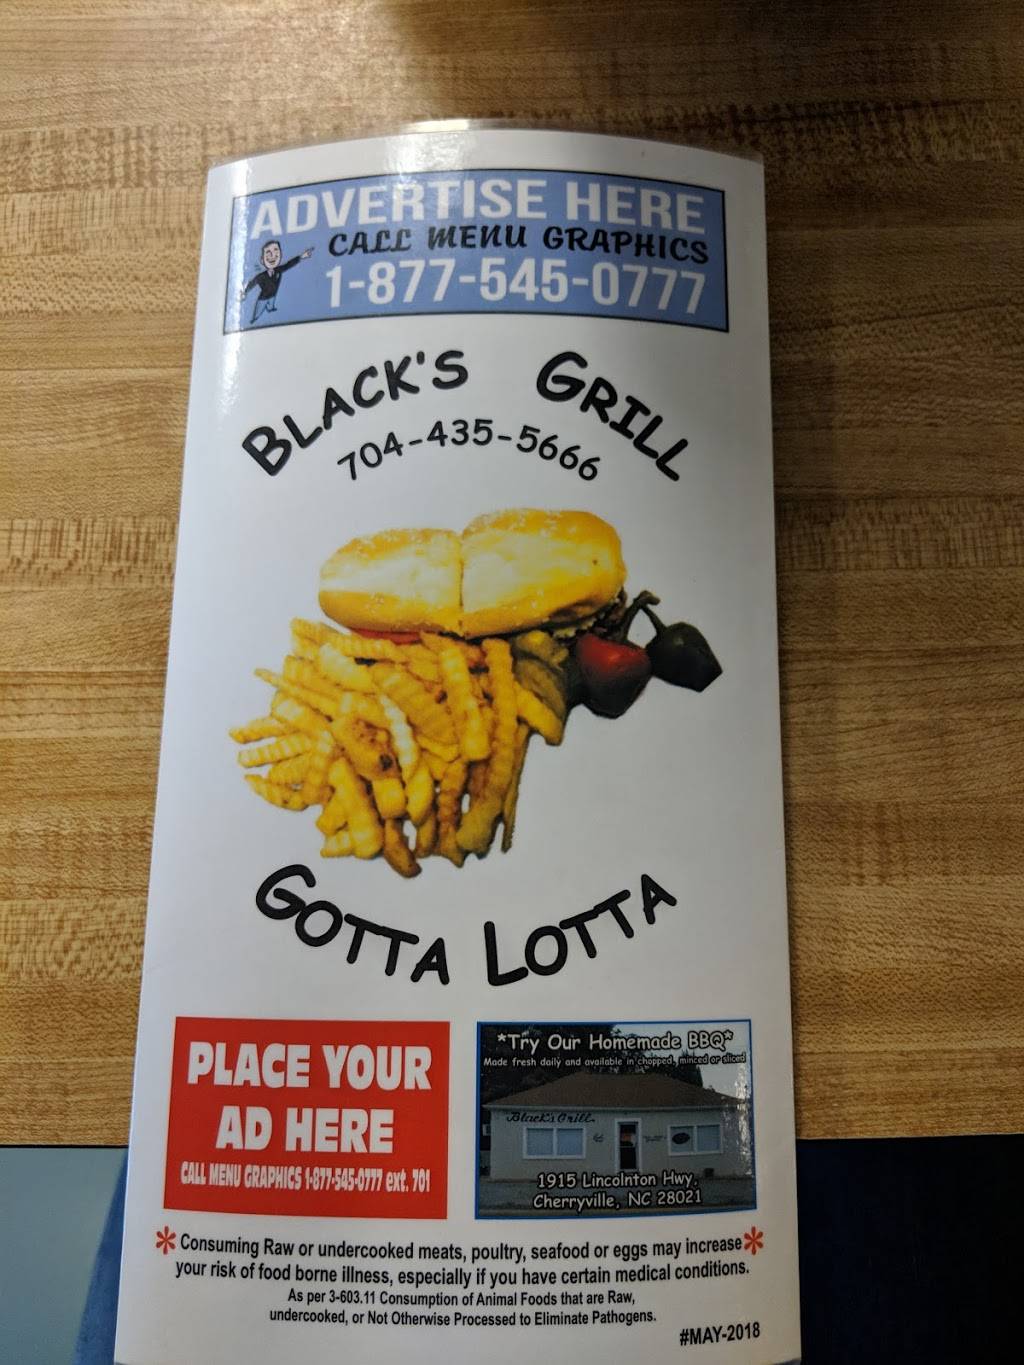 ADVERTISE HERE
CALL MENU GRAPHICS
1-877-545-0777
BLACK'S GRILL
704-435-5666
GOTTA LOTTA
PLACE YOUR
AD HERE
CALL MENU GRAPHICS 1-877-545-0777 ext. 701
*Try Our Homemade BBQ*
Made fresh daily and available in chopped, minced or sliced
Black's Grill
1915 Lincolnton Hwy.
Cherryville, NC 28021
* Consuming Raw or undercooked meats, poultry, seafood or eggs may increase *
your risk of food borne illness, especially if you have certain medical conditions.
As per 3-603.11 Consumption of Animal Foods that are Raw,
undercooked, or Not Otherwise Processed to Eliminate Pathogens.
#MAY-2018